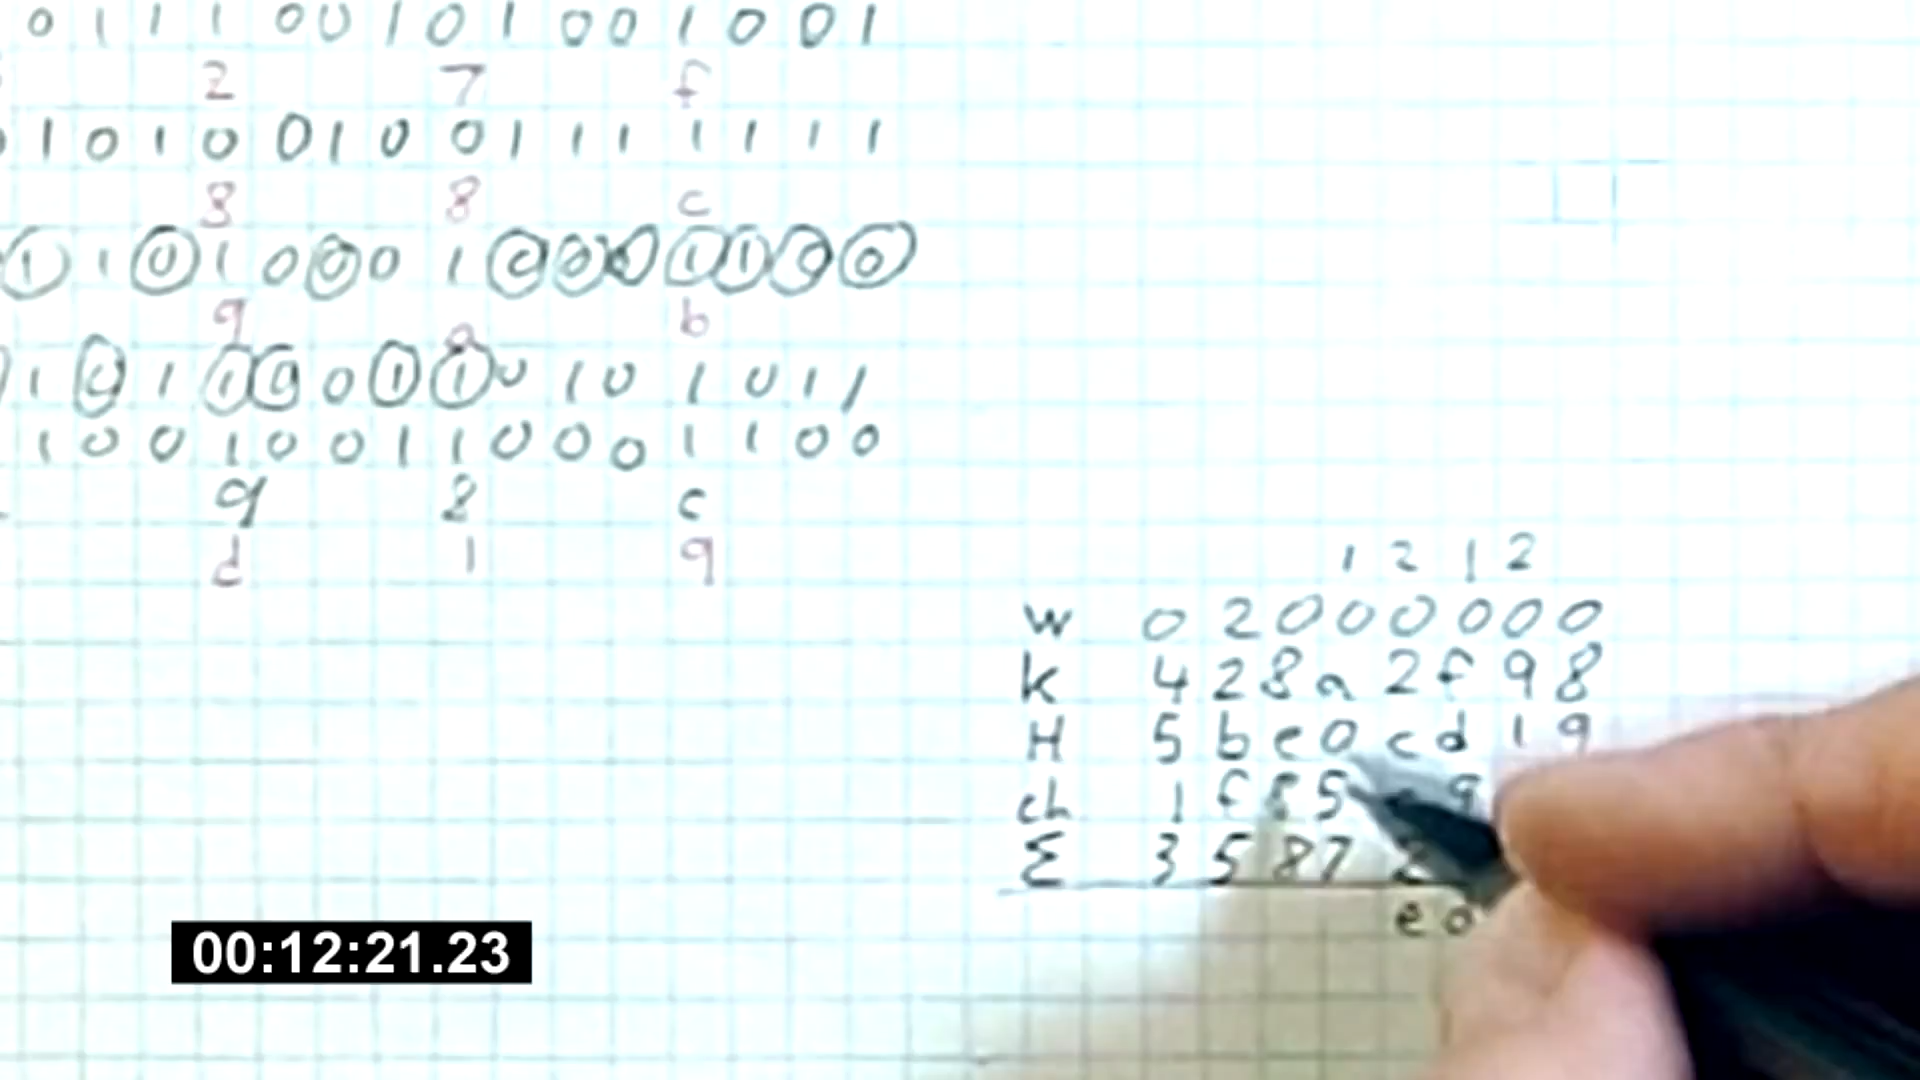 0 1 1 1 0 0 1 0 1 0 0 1 0 0 1
2 7 f
1 0 1 0 0 1 0 0 1 1 1 1 1 1 1
3 8 c
1 1 0 1 0 0 0 1 0 0 0 1 1 0 0
9 b
1 0 1 1 0 0 1 1 0 1 0 1 0 1 1
1 0 0 1 0 0 1 1 0 0 0 1 1 0 0
9 8 c
d 1 9
1 2 1 2
W 0 2 0 0 0 0 0 0
k 4 2 8 a 2 f 9 8
H 5 b e 0 c d 1 9
ch 1 f f 5 9
Σ 3 5 8 7 2
e 0
00:12:21.23